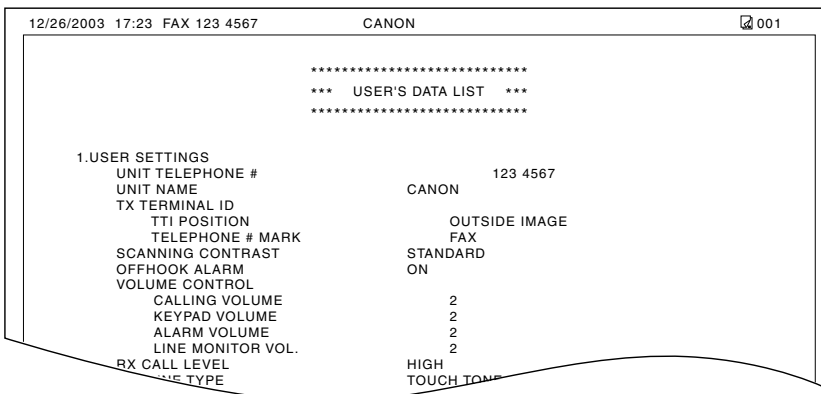 12/26/2003 17:23 FAX 123 4567 CANON 001
***************************
*** USER'S DATA LIST ***
***************************
1.USER SETTINGS
UNIT TELEPHONE # 123 4567
UNIT NAME CANON
TX TERMINAL ID
TTI POSITION OUTSIDE IMAGE
TELEPHONE # MARK FAX
SCANNING CONTRAST STANDARD
OFFHOOK ALARM ON
VOLUME CONTROL
CALLING VOLUME 2
KEYPAD VOLUME 2
ALARM VOLUME 2
LINE MONITOR VOL. 2
RX CALL LEVEL HIGH
TYPE TOUCH TONE